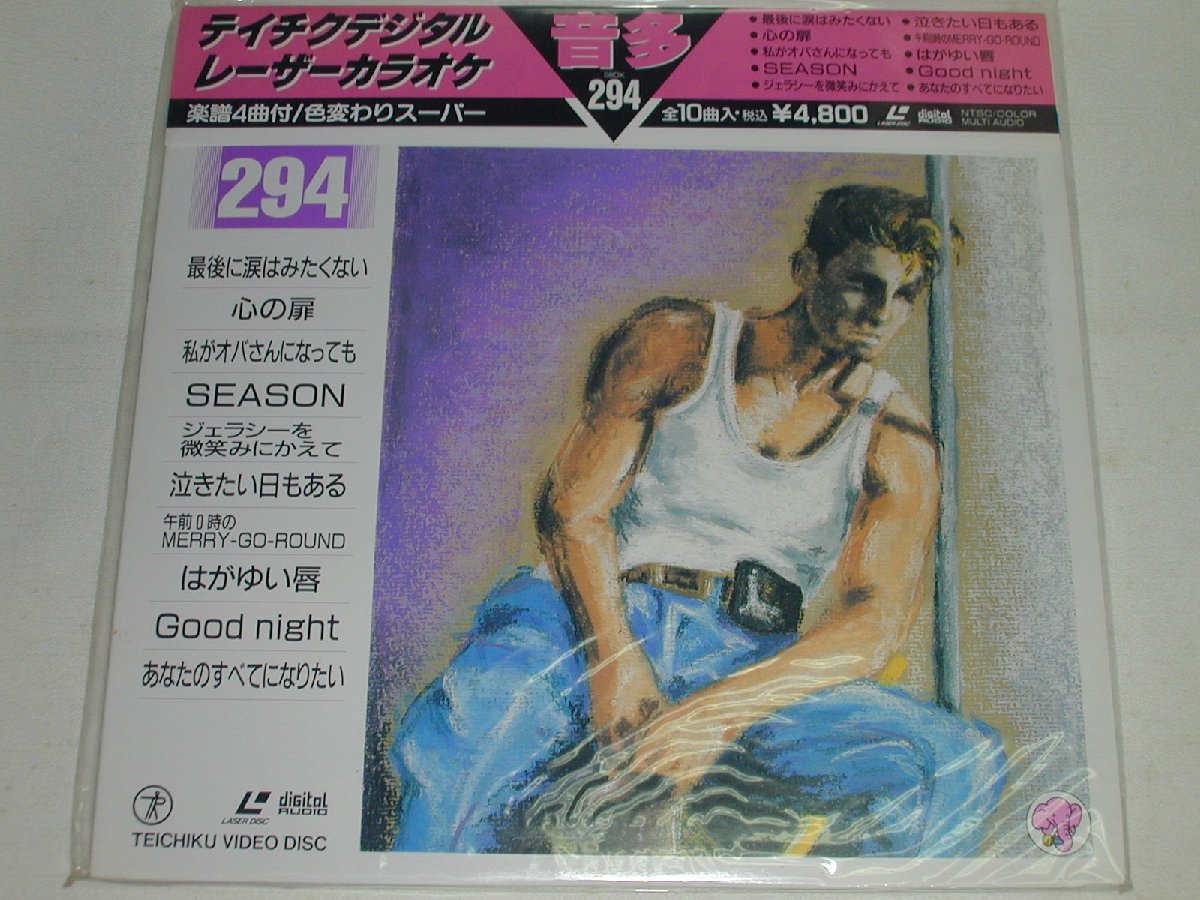 テイチクデジタル
レーザーカラオケ
楽譜4曲付/色変わりスーパー
音多
294
全10曲入・税込 ¥4,800
LASER DISC
digital AUDIO
NTSC/COLOR
MULTI AUDIO
• 最後に涙はみたくない
• 心の扉
• 私がオバさんになっても
• SEASON
• ジェラシーを微笑みにかえて
• 泣きたい日もある
• 午前0時のMERRY-GO-ROUND
• はがゆい唇
• Good night
• あなたのすべてになりたい
294
最後に涙はみたくない
心の扉
私がオバさんになっても
SEASON
ジェラシーを
微笑みにかえて
泣きたい日もある
午前0時の
MERRY-GO-ROUND
はがゆい唇
Good night
あなたのすべてになりたい
LASER DISC
digital AUDIO
TEICHIKU VIDEO DISC